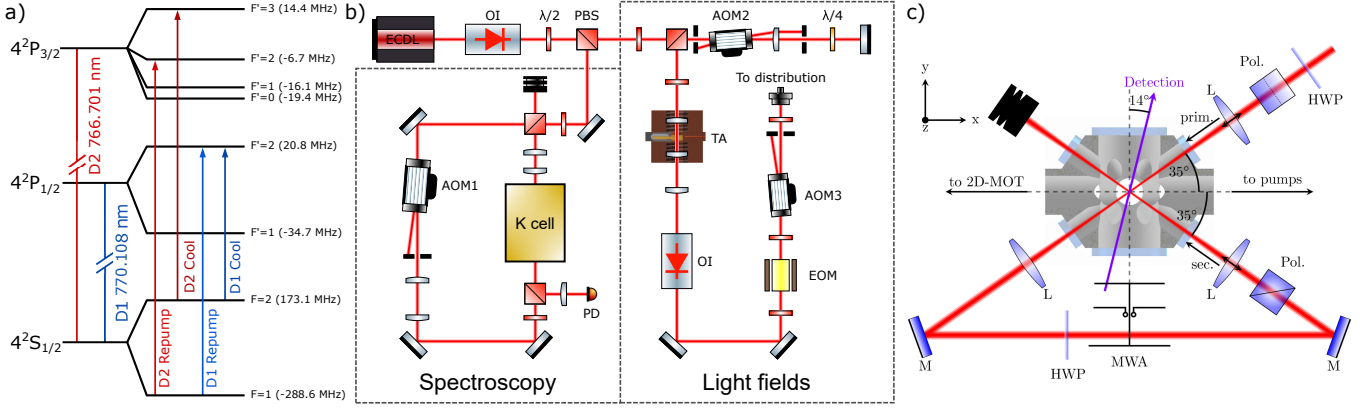 a)
4²P3/2
F'=3 (14.4 MHz)
F'=2 (-6.7 MHz)
F'=1 (-16.1 MHz)
F'=0 (-19.4 MHz)
D2 766.701 nm
4²P1/2
F'=2 (20.8 MHz)
F'=1 (-34.7 MHz)
D1 770.108 nm
D2 Cool
D1 Cool
4²S1/2
F=2 (173.1 MHz)
D2 Repump
D1 Repump
F=1 (-288.6 MHz)
b)
ECDL
OI
λ/2
PBS
AOM2
λ/4
AOM1
K cell
PD
Spectroscopy
To distribution
TA
AOM3
OI
EOM
Light fields
c)
y
x
z
Detection
14°
Pol.
L
HWP
prim.
35°
to 2D-MOT
to pumps
35°
sec.
L
L
Pol.
M
HWP
MWA
M